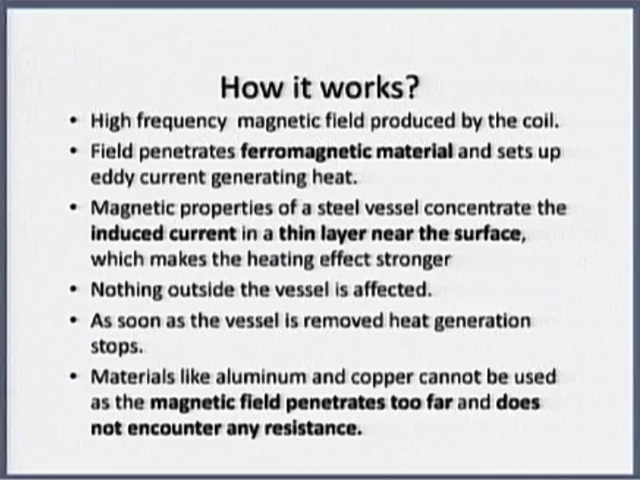 How it works?
• High frequency magnetic field produced by the coil.
• Field penetrates ferromagnetic material and sets up
eddy current generating heat.
• Magnetic properties of a steel vessel concentrate the
induced current in a thin layer near the surface,
which makes the heating effect stronger
• Nothing outside the vessel is affected.
• As soon as the vessel is removed heat generation
stops.
• Materials like aluminum and copper cannot be used
as the magnetic field penetrates too far and does
not encounter any resistance.